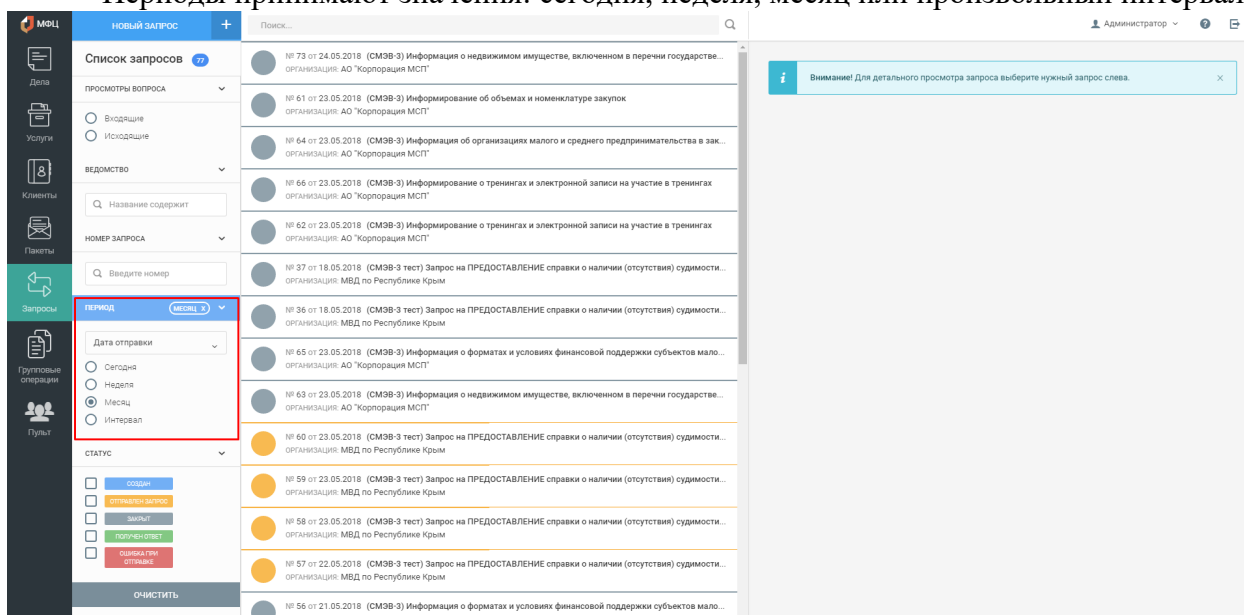 Периоды принимают значения: сегодня, неделя, месяц или произвольный интервал
МФЦ
НОВЫЙ ЗАПРОС +
Поиск...
Администратор
Дела
Услуги
Клиенты
Пакеты
Запросы
Групповые
операции
Пульт
Список запросов 77
ПРОСМОТРЫ ВОПРОСА
Входящие
Исходящие
ВЕДОМСТВО
Название содержит
НОМЕР ЗАПРОСА
Введите номер
ПЕРИОД МЕСЯЦ X
Дата отправки
Сегодня
Неделя
Месяц
Интервал
СТАТУС
СОЗДАН
ОТПРАВЛЕН ЗАПРОС
ЗАКРЫТ
ПОЛУЧЕН ОТВЕТ
ОШИБКА ПРИ
ОТПРАВКЕ
ОЧИСТИТЬ
№ 73 от 24.05.2018 (СМЭВ-3) Информация о недвижимом имуществе, включенном в перечни государстве...
ОРГАНИЗАЦИЯ: АО "Корпорация МСП"
№ 61 от 23.05.2018 (СМЭВ-3) Информирование об объемах и номенклатуре закупок
ОРГАНИЗАЦИЯ: АО "Корпорация МСП"
№ 64 от 23.05.2018 (СМЭВ-3) Информация об организациях малого и среднего предпринимательства в зак...
ОРГАНИЗАЦИЯ: АО "Корпорация МСП"
№ 66 от 23.05.2018 (СМЭВ-3) Информирование о тренингах и электронной записи на участие в тренингах
ОРГАНИЗАЦИЯ: АО "Корпорация МСП"
№ 62 от 23.05.2018 (СМЭВ-3) Информирование о тренингах и электронной записи на участие в тренингах
ОРГАНИЗАЦИЯ: АО "Корпорация МСП"
№ 37 от 18.05.2018 (СМЭВ-3 тест) Запрос на ПРЕДОСТАВЛЕНИЕ справки о наличии (отсутствия) судимости...
ОРГАНИЗАЦИЯ: МВД по Республике Крым
№ 36 от 18.05.2018 (СМЭВ-3 тест) Запрос на ПРЕДОСТАВЛЕНИЕ справки о наличии (отсутствия) судимости...
ОРГАНИЗАЦИЯ: МВД по Республике Крым
№ 65 от 23.05.2018 (СМЭВ-3) Информация о форматах и условиях финансовой поддержки субъектов мало...
ОРГАНИЗАЦИЯ: АО "Корпорация МСП"
№ 63 от 23.05.2018 (СМЭВ-3) Информация о недвижимом имуществе, включенном в перечни государстве...
ОРГАНИЗАЦИЯ: АО "Корпорация МСП"
№ 60 от 23.05.2018 (СМЭВ-3 тест) Запрос на ПРЕДОСТАВЛЕНИЕ справки о наличии (отсутствия) судимости...
ОРГАНИЗАЦИЯ: МВД по Республике Крым
№ 59 от 23.05.2018 (СМЭВ-3 тест) Запрос на ПРЕДОСТАВЛЕНИЕ справки о наличии (отсутствия) судимости...
ОРГАНИЗАЦИЯ: МВД по Республике Крым
№ 58 от 23.05.2018 (СМЭВ-3 тест) Запрос на ПРЕДОСТАВЛЕНИЕ справки о наличии (отсутствия) судимости...
ОРГАНИЗАЦИЯ: МВД по Республике Крым
№ 57 от 22.05.2018 (СМЭВ-3 тест) Запрос на ПРЕДОСТАВЛЕНИЕ справки о наличии (отсутствия) судимости...
ОРГАНИЗАЦИЯ: МВД по Республике Крым
№ 56 от 21.05.2018 (СМЭВ-3) Информация о форматах и условиях финансовой поддержки субъектов мало...
Внимание! Для детального просмотра запроса выберите нужный запрос слева.